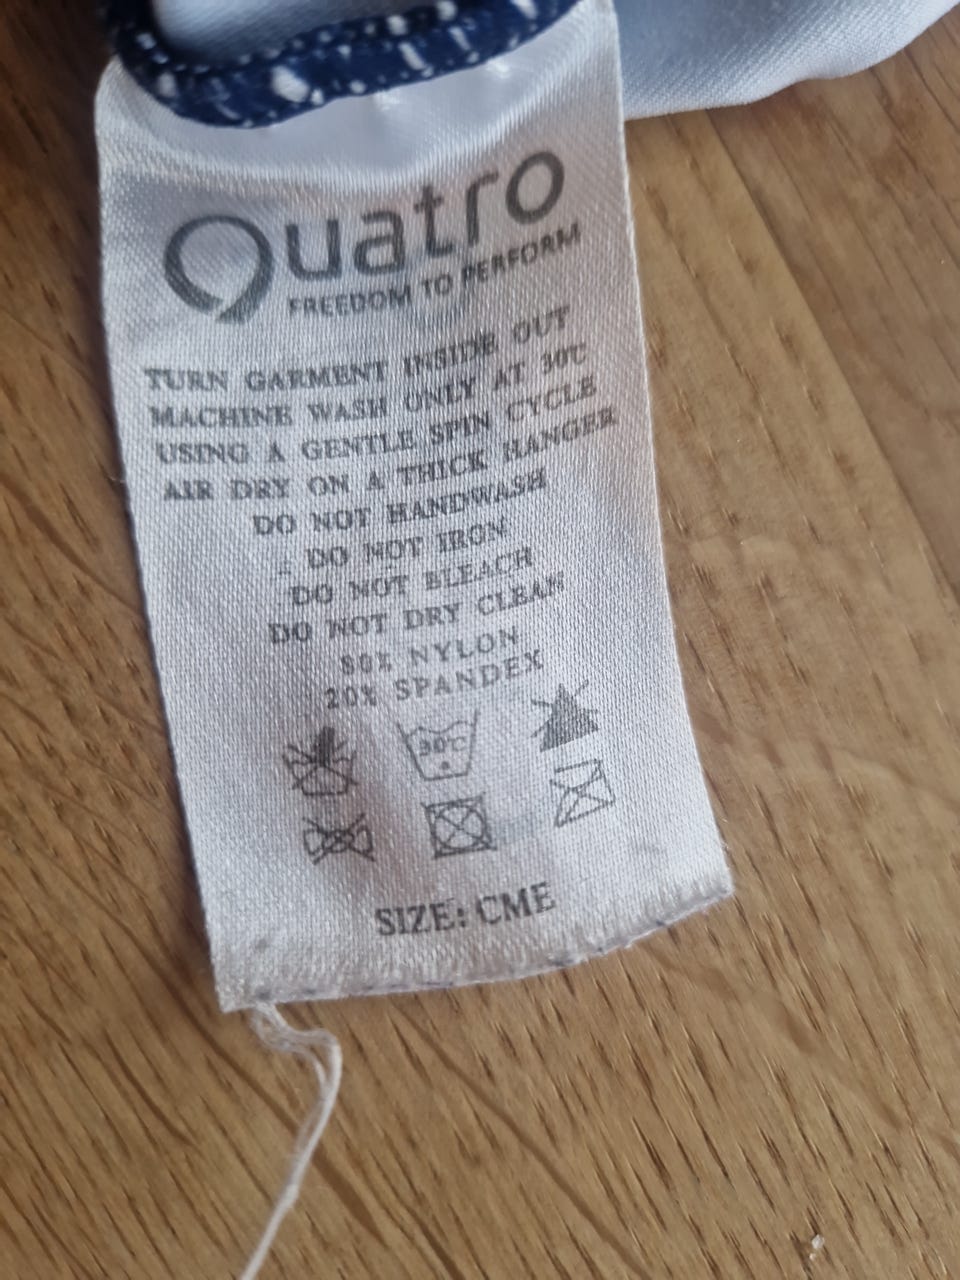 Quatro
FREEDOM TO PERFORM
TURN GARMENT INSIDE OUT
MACHINE WASH ONLY AT 30℃
USING A GENTLE SPIN CYCLE
AIR DRY ON A THICK HANGER
DO NOT HANDWASH
DO NOT IRON
DO NOT BLEACH
DO NOT DRY CLEAN
80% NYLON
20% SPANDEX
30℃
SIZE: CME